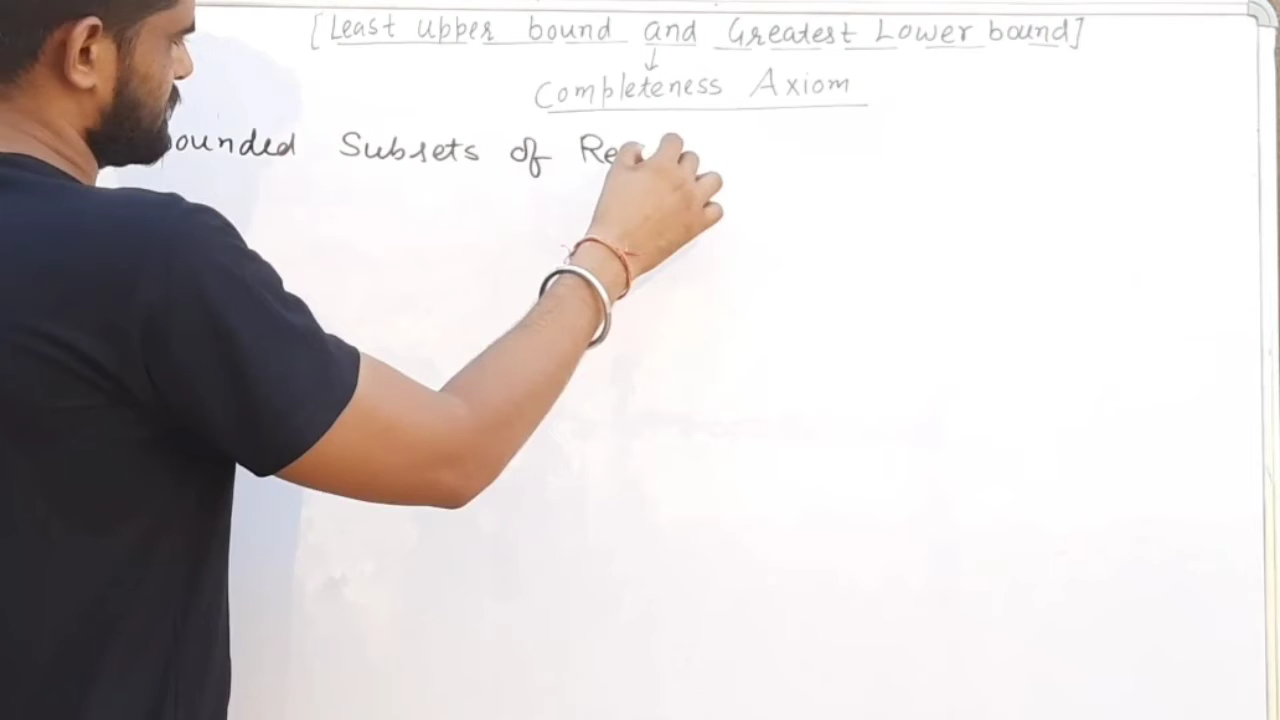 [Least upper bound and Greatest Lower bound]
↓
Completeness Axiom
ounded Subsets of Re